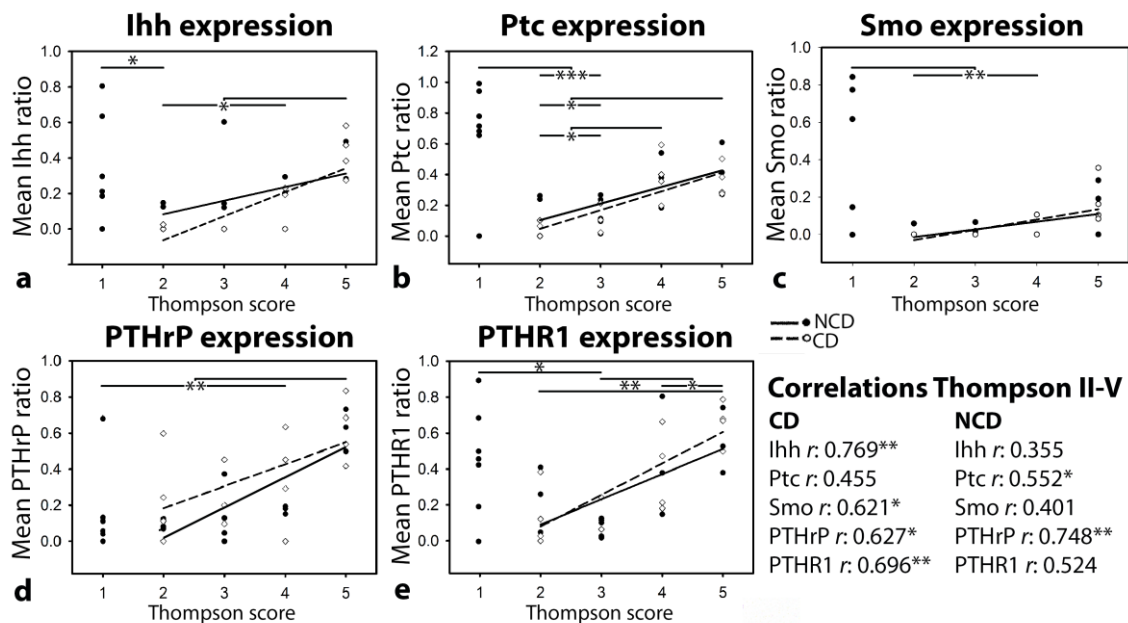 Ihh expression
Mean Ihh ratio
1.0
0.8
0.6
0.4
0.2
0.0
*
*
1 2 3 4 5
Thompson score
a
Ptc expression
Mean Ptc ratio
1.2
1.0
0.8
0.6
0.4
0.2
0.0
***
*
*
1 2 3 4 5
Thompson score
b
Smo expression
Mean Smo ratio
1.0
0.8
0.6
0.4
0.2
0.0
**
1 2 3 4 5
Thompson score
c
NCD
CD
PTHrP expression
Mean PTHrP ratio
1.0
0.8
0.6
0.4
0.2
0.0
**
1 2 3 4 5
Thompson score
d
PTHR1 expression
Mean PTHR1 ratio
1.0
0.8
0.6
0.4
0.2
0.0
*
** *
1 2 3 4 5
Thompson score
e
Correlations Thompson II-V
CD NCD
Ihh r: 0.769** Ihh r: 0.355
Ptc r: 0.455 Ptc r: 0.552*
Smo r: 0.621* Smo r: 0.401
PTHrP r: 0.627* PTHrP r: 0.748**
PTHR1 r: 0.696** PTHR1 r: 0.524